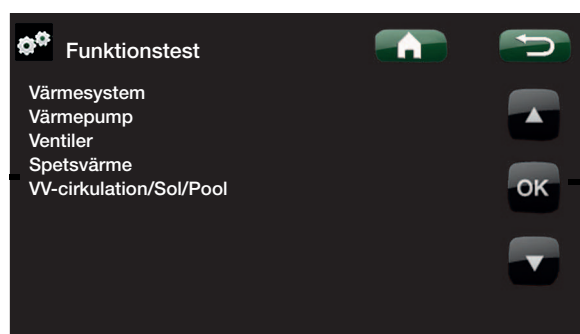 Funktionstest
Värmesystem
Värmepump
Ventiler
Spetsvärme
VV-cirkulation/Sol/Pool
OK